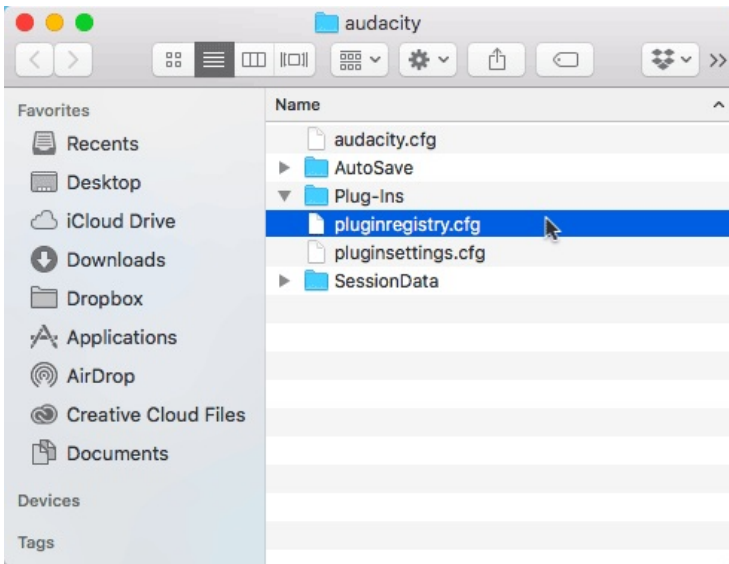 audacity
Favorites
Recents
Desktop
iCloud Drive
Downloads
Dropbox
Applications
AirDrop
Creative Cloud Files
Documents
Devices
Tags
Name
audacity.cfg
AutoSave
Plug-Ins
pluginregistry.cfg
pluginsettings.cfg
SessionData